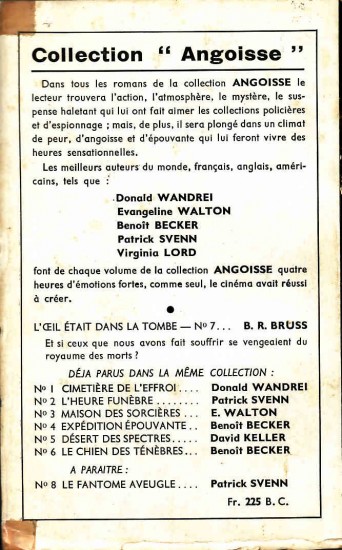 Collection " Angoisse "
Dans tous les romans de la collection ANGOISSE le
lecteur trouvera l'action, l'atmosphère, le mystère, le sus-
pense haletant qui lui ont fait aimer les collections policières
et d'espionnage ; mais, de plus, il sera plongé dans un climat
de peur, d'angoisse et d'épouvante qui lui feront vivre des
heures sensationnelles.
Les meilleurs auteurs du monde, français, anglais, améri-
cains, tels que :
Donald WANDREI
Evangeline WALTON
Benoît BECKER
Patrick SVENN
Virginia LORD
font de chaque volume de la collection ANGOISSE quatre
heures d'émotions fortes, comme seul, le cinéma avait réussi
à créer.
●
L'ŒIL ÉTAIT DANS LA TOMBE — No 7... B. R. BRUSS
Et si ceux que nous avons fait souffrir se vengeaient du
royaume des morts ?
DÉJA PARUS DANS LA MÊME COLLECTION :
No 1 CIMETIÈRE DE L'EFFROI.... Donald WANDREI
No 2 L'HEURE FUNÈBRE........ Patrick SVENN
No 3 MAISON DES SORCIÈRES... E. WALTON
No 4 EXPÉDITION ÉPOUVANTE.. Benoît BECKER
No 5 DÉSERT DES SPECTRES..... David KELLER
No 6 LE CHIEN DES TÉNÈBRES... Benoît BECKER
A PARAITRE :
No 8 LE FANTOME AVEUGLE.... Patrick SVENN
Fr. 225 B. C.